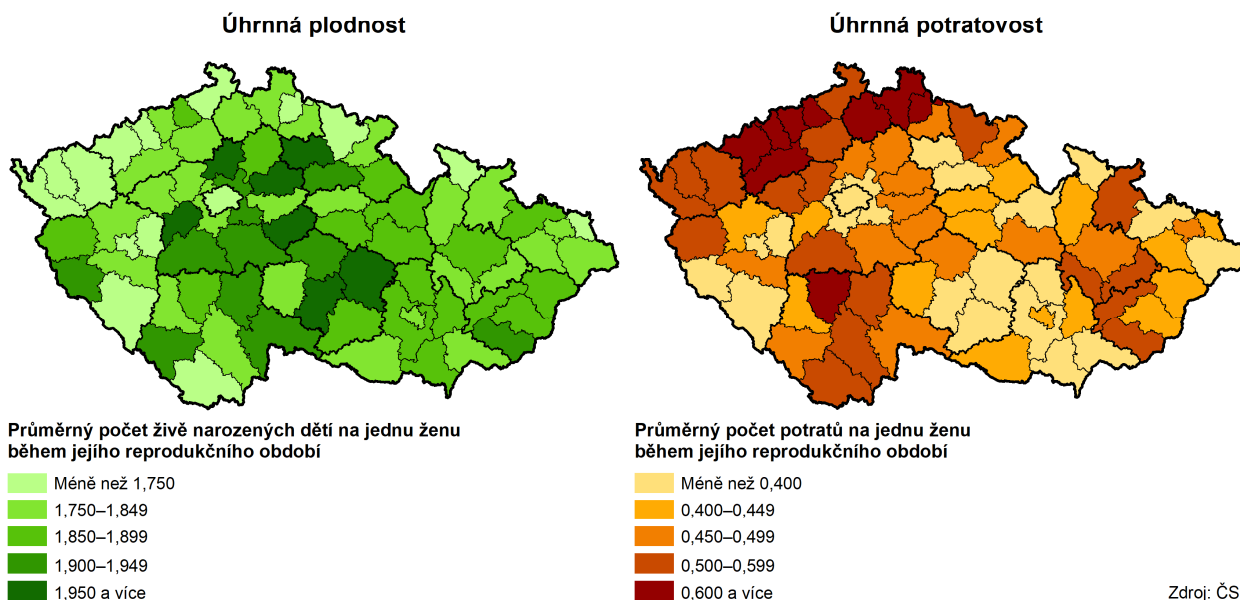 Úhrnná plodnost
Úhrnná potratovost
Průměrný počet živě narozených dětí na jednu ženu
během jejího reprodukčního období
Méně než 1,750
1,750–1,849
1,850–1,899
1,900–1,949
1,950 a více
Průměrný počet potratů na jednu ženu
během jejího reprodukčního období
Méně než 0,400
0,400–0,449
0,450–0,499
0,500–0,599
0,600 a více
Zdroj: ČS